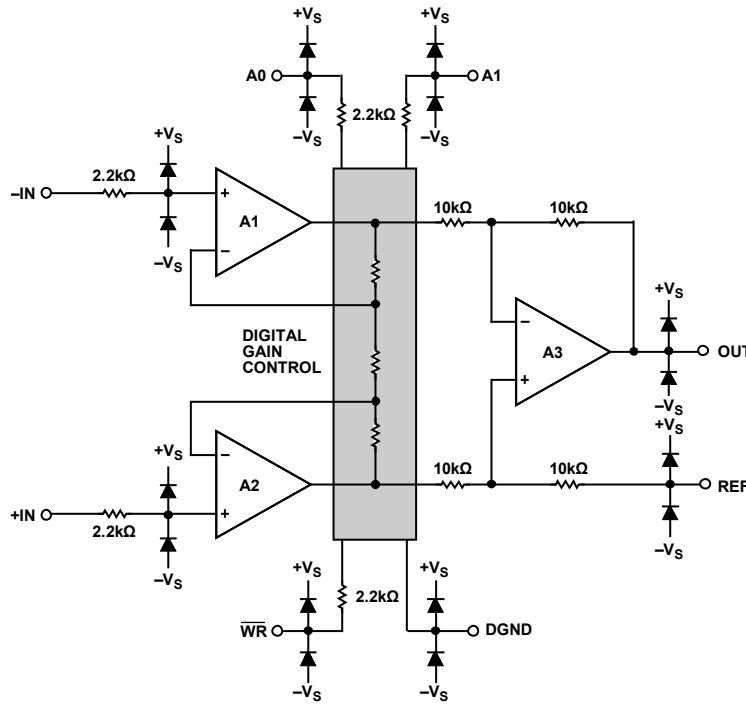 +VS +VS
A0 A1
2.2kΩ
–VS –VS
+VS
2.2kΩ
–IN
+
A1
–
–VS
10kΩ 10kΩ
DIGITAL
GAIN
CONTROL
+VS
–
A3
+
OUT
–VS
+VS
–
A2
+
+VS
10kΩ 10kΩ
REF
+IN
2.2kΩ
–VS
–VS
+VS +VS
2.2kΩ
WR DGND
–VS –VS